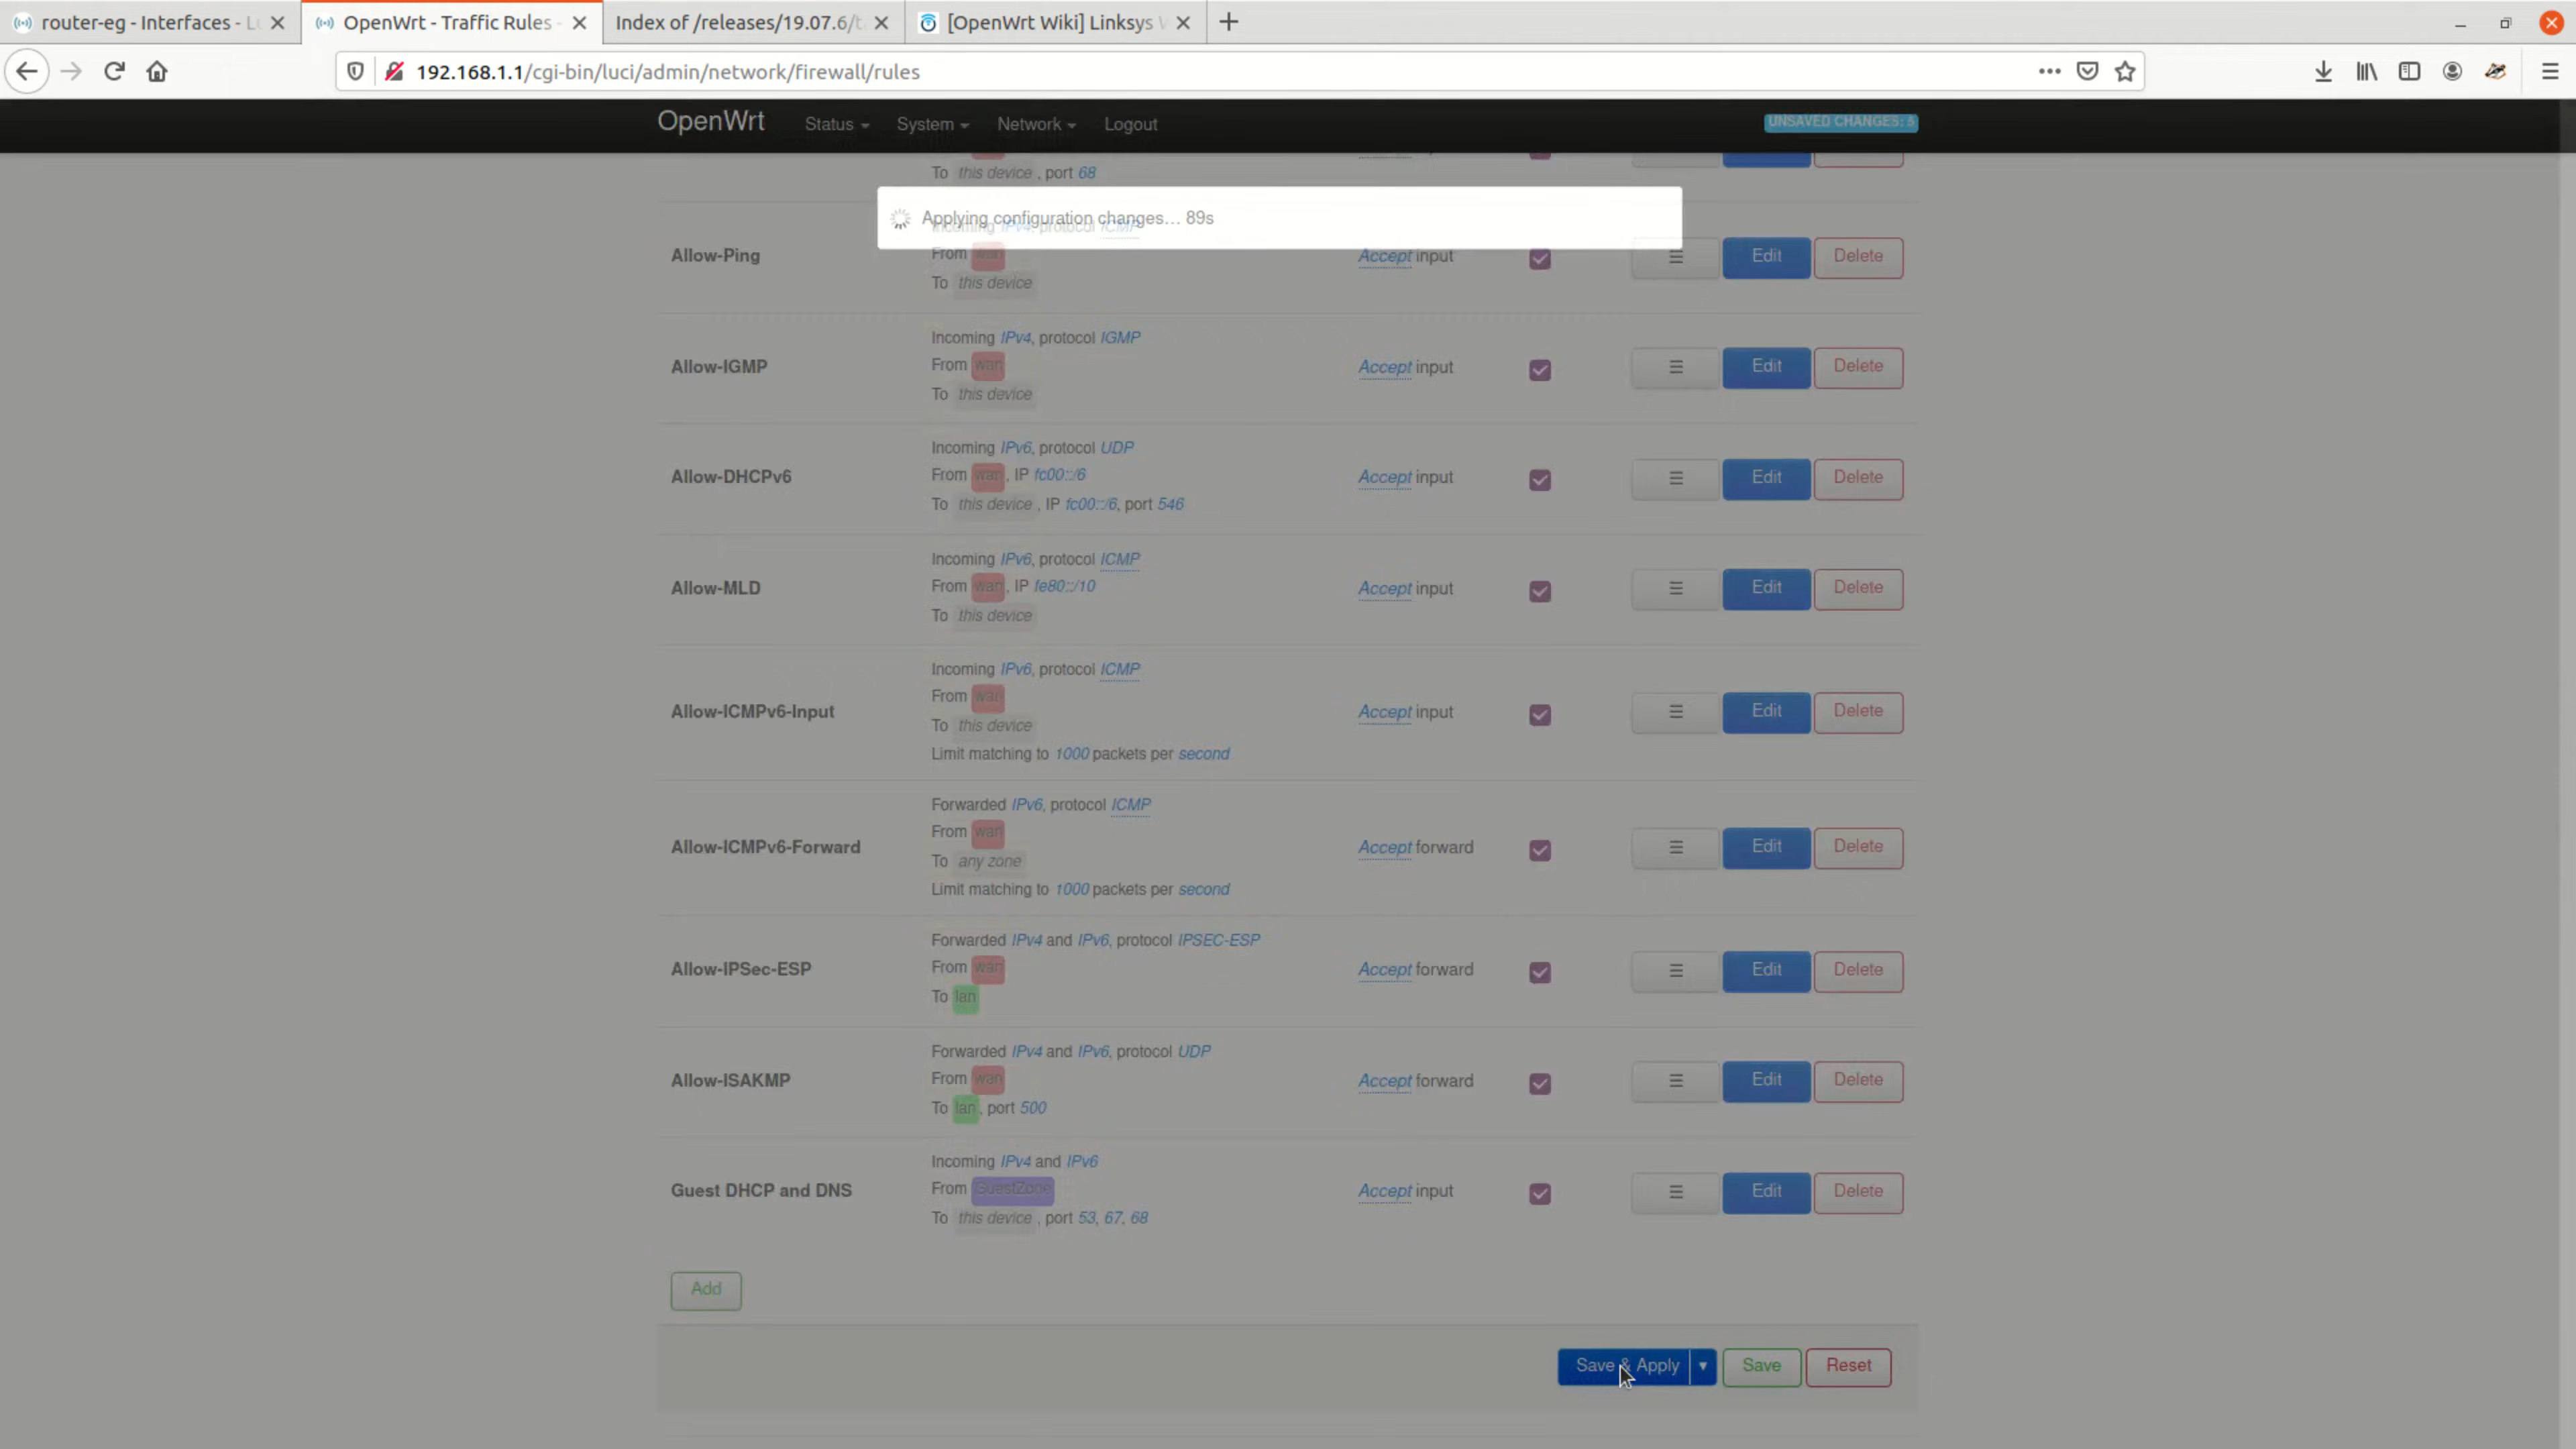 router-eg - Interfaces - L
OpenWrt - Traffic Rules -
Index of /releases/19.07.6/t
[OpenWrt Wiki] Linksys
192.168.1.1/cgi-bin/luci/admin/network/firewall/rules
OpenWrt Status System Network Logout UNSAVED CHANGES: 5
To this device, port 68
Applying configuration changes... 89s
Incoming IPv4, protocol ICMP
Allow-Ping From wan Accept input Edit Delete
To this device
Incoming IPv4, protocol IGMP
Allow-IGMP From wan Accept input Edit Delete
To this device
Incoming IPv6, protocol UDP
Allow-DHCPv6 From wan, IP fc00::/6 Accept input Edit Delete
To this device, IP fc00::/6, port 546
Incoming IPv6, protocol ICMP
Allow-MLD From wan, IP fe80::/10 Accept input Edit Delete
To this device
Incoming IPv6, protocol ICMP
From wan
Allow-ICMPv6-Input Accept input Edit Delete
To this device
Limit matching to 1000 packets per second
Forwarded IPv6, protocol ICMP
From wan
Allow-ICMPv6-Forward Accept forward Edit Delete
To any zone
Limit matching to 1000 packets per second
Forwarded IPv4 and IPv6, protocol IPSEC-ESP
Allow-IPSec-ESP From wan Accept forward Edit Delete
To lan
Forwarded IPv4 and IPv6, protocol UDP
Allow-ISAKMP From wan Accept forward Edit Delete
To lan, port 500
Incoming IPv4 and IPv6
Guest DHCP and DNS From GuestZone Accept input Edit Delete
To this device, port 53, 67, 68
Add
Save & Apply Save Reset